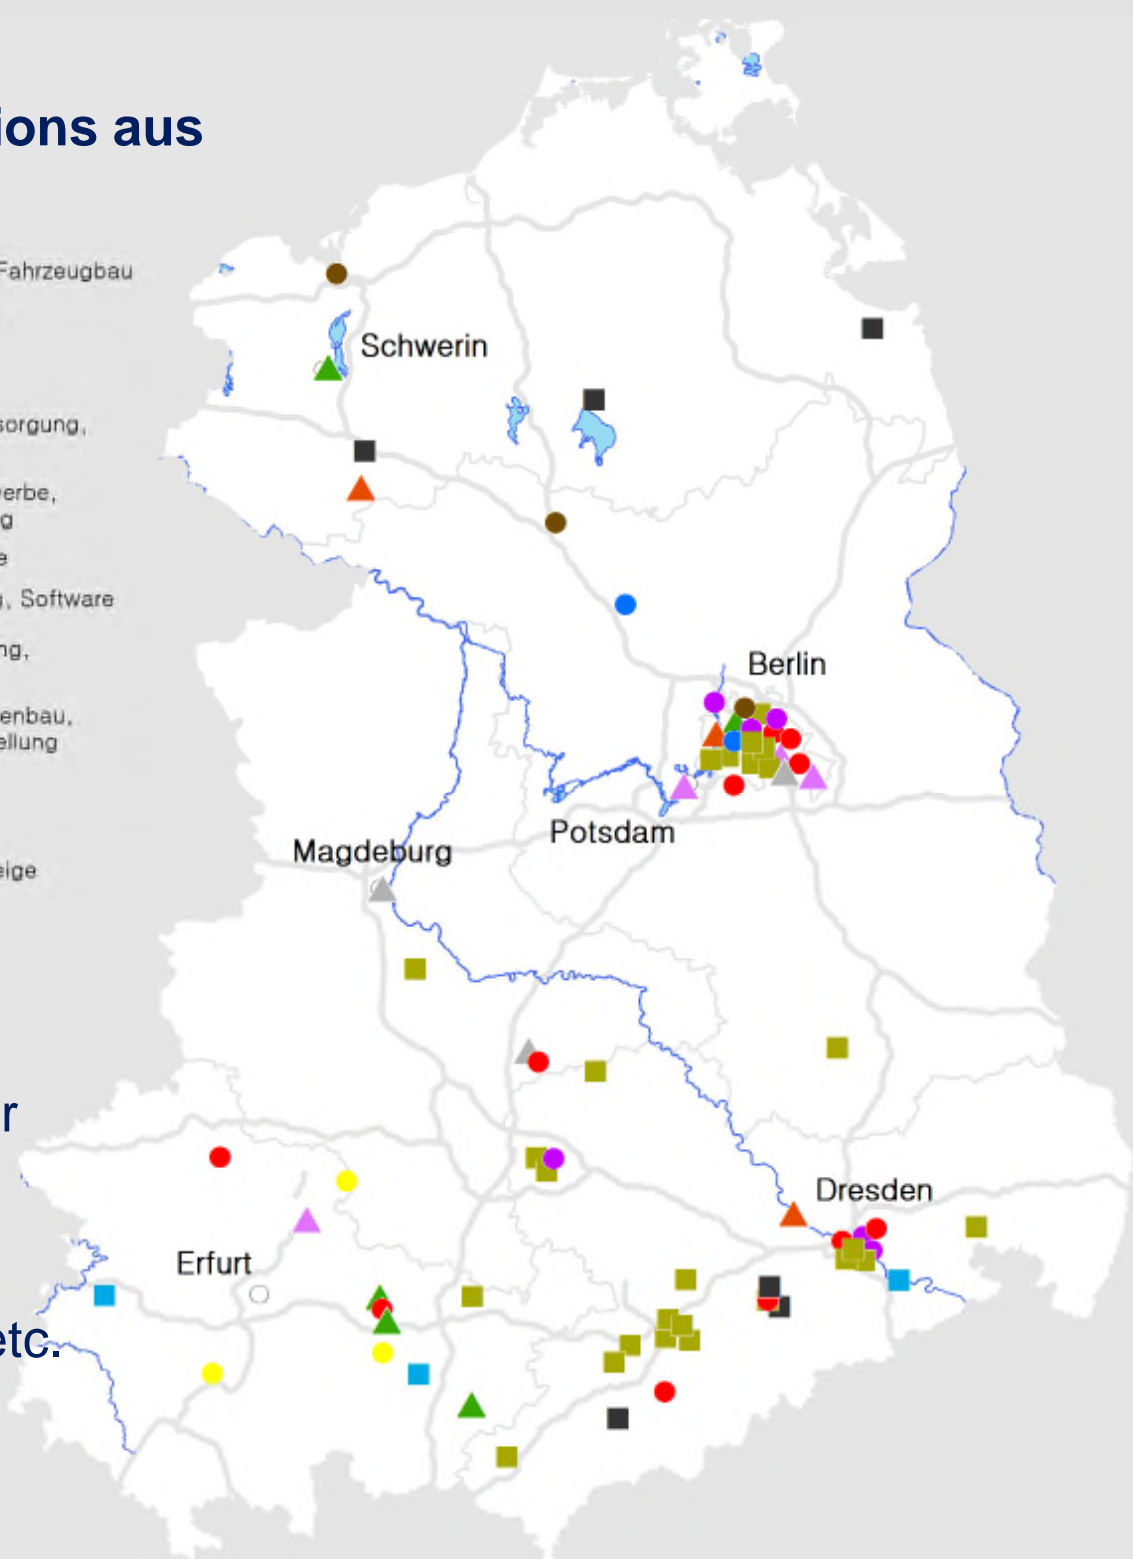 ions aus
Fahrzeugbau
sorgung,
erbe,
g
e
g, Software
ng,
enbau,
ellung
eige
r
etc.
Schwerin
Berlin
Potsdam
Magdeburg
Dresden
Erfurt